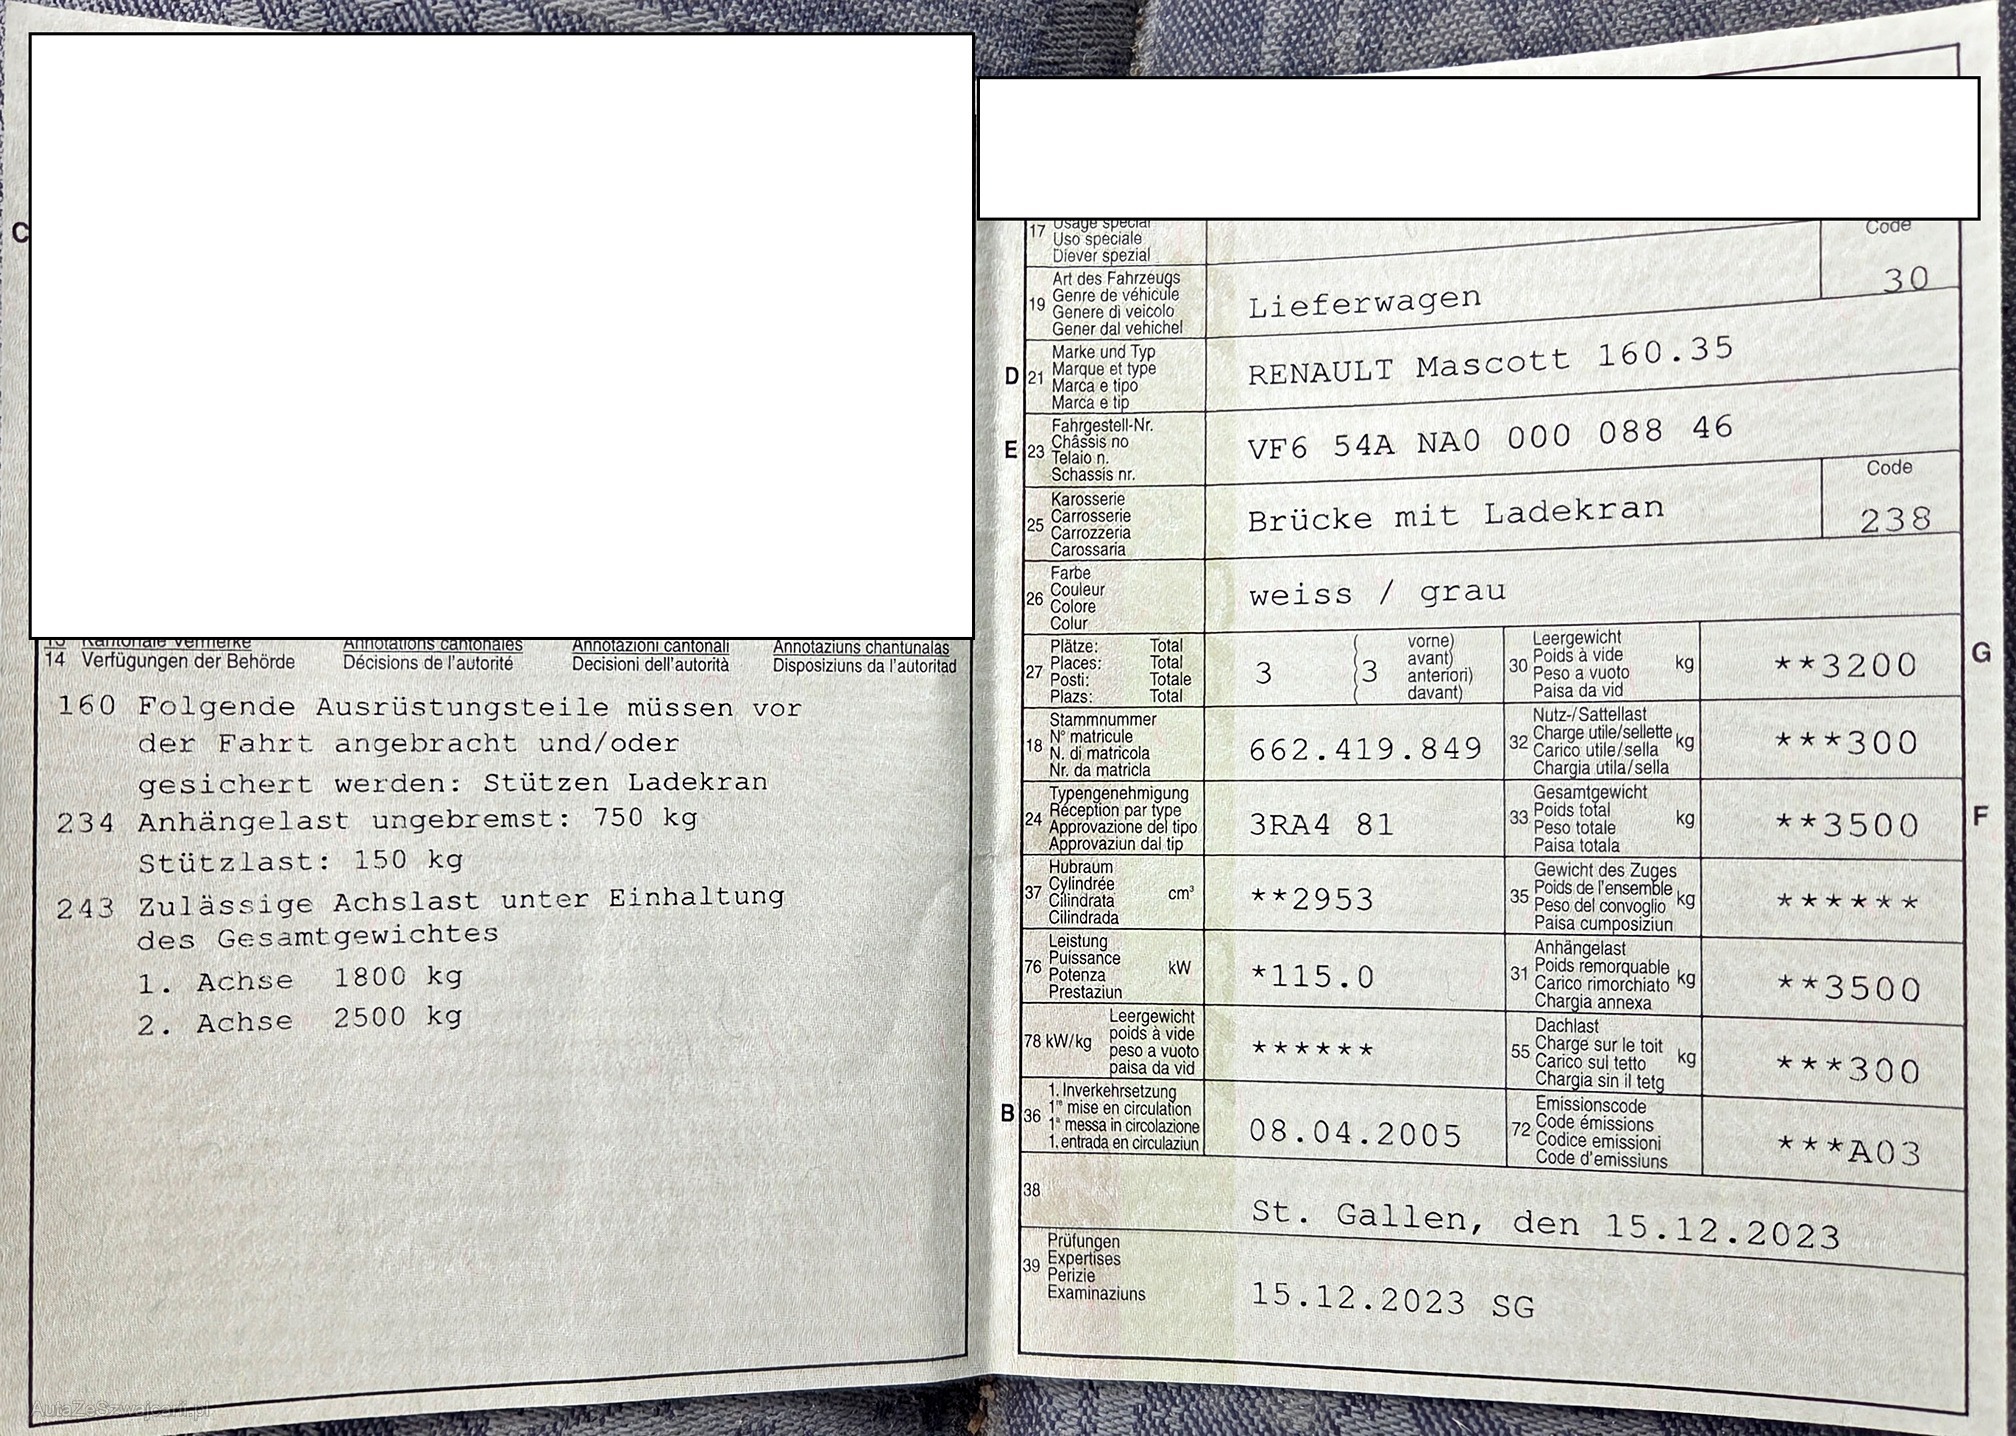 C
13 Kantonale Vermerke Annotations cantonales Annotazioni cantonali Annotaziuns chantunalas
14 Verfügungen der Behörde Décisions de l'autorité Decisioni dell'autorità Disposiziuns da l'autoritad
160 Folgende Ausrüstungsteile müssen vor
der Fahrt angebracht und/oder
gesichert werden: Stützen Ladekran
234 Anhängelast ungebremst: 750 kg
Stützlast: 150 kg
243 Zulässige Achslast unter Einhaltung
des Gesamtgewichtes
1. Achse 1800 kg
2. Achse 2500 kg
AutaZeSzwajcarii.pl
17 Usage spécial
Uso speciale
Diever spezial
Code
30
19 Art des Fahrzeugs
Genre de véhicule
Genere di veicolo
Gener dal vehichel
Lieferwagen
D 21 Marke und Typ
Marque et type
Marca e tipo
Marca e tip
RENAULT Mascott 160.35
E 23 Fahrgestell-Nr.
Châssis no
Telaio n.
Schassis nr.
VF6 54A NA0 000 088 46
25 Karosserie
Carrosserie
Carrozzeria
Carossaria
Brücke mit Ladekran
Code
238
26 Farbe
Couleur
Colore
Colur
weiss / grau
27 Plätze: Total
Places: Total
Posti: Totale
Plazs: Total
3 (3 vorne)
avant)
anteriori)
davant)
G 30 Leergewicht
Poids à vide kg
Peso a vuoto
Paisa da vid
**3200
18 Stammnummer
N° matricule
N. di matricola
Nr. da matricla
662.419.849
32 Nutz-/Sattellast
Charge utile/sellette kg
Carico utile/sella
Chargia utila/sella
***300
24 Typengenehmigung
Réception par type
Approvazione del tipo
Approvaziun dal tip
3RA4 81
F 33 Gesamtgewicht
Poids total kg
Peso totale
Paisa totala
**3500
37 Hubraum
Cylindrée cm³
Cilindrata
Cilindrada
**2953
35 Gewicht des Zuges
Poids de l'ensemble kg
Peso del convoglio
Paisa cumposiziun
******
76 Leistung
Puissance kW
Potenza
Prestaziun
*115.0
31 Anhängelast
Poids remorquable kg
Carico rimorchiato
Chargia annexa
**3500
78 kW/kg Leergewicht
poids à vide
peso a vuoto
paisa da vid
******
55 Dachlast
Charge sur le toit kg
Carico sul tetto
Chargia sin il tetg
***300
B 36 1. Inverkehrsetzung
1re mise en circulation
1a messa in circolazione
1. entrada en circulaziun
08.04.2005
72 Emissionscode
Code émissions
Codice emissioni
Code d'emissiuns
***A03
38
St. Gallen, den 15.12.2023
39 Prüfungen
Expertises
Perizie
Examinaziuns
15.12.2023 SG